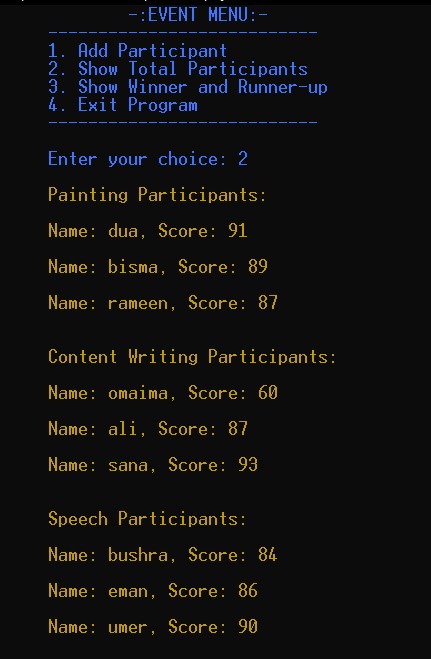 -:EVENT MENU:-
---------------------------
1. Add Participant
2. Show Total Participants
3. Show Winner and Runner-up
4. Exit Program
---------------------------
Enter your choice: 2
Painting Participants:
Name: dua, Score: 91
Name: bisma, Score: 89
Name: rameen, Score: 87
Content Writing Participants:
Name: omaima, Score: 60
Name: ali, Score: 87
Name: sana, Score: 93
Speech Participants:
Name: bushra, Score: 84
Name: eman, Score: 86
Name: umer, Score: 90